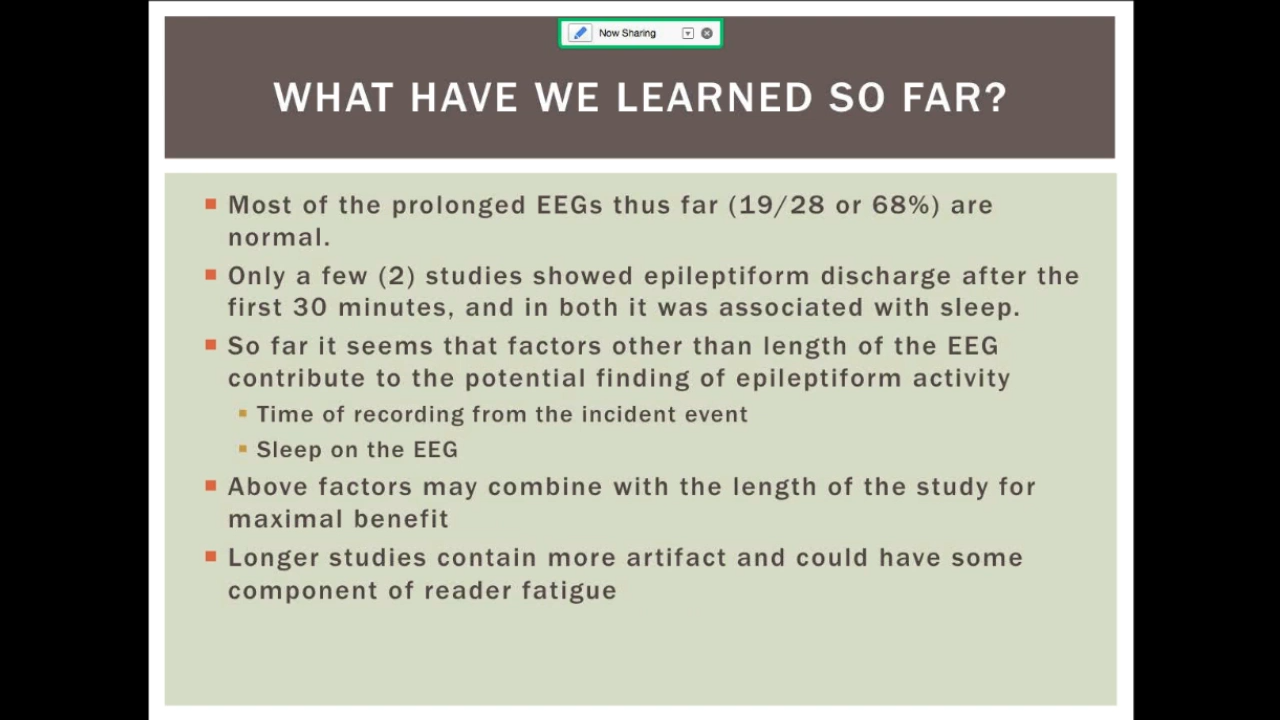 Now Sharing
WHAT HAVE WE LEARNED SO FAR?
Most of the prolonged EEGs thus far (19/28 or 68%) are
normal.
Only a few (2) studies showed epileptiform discharge after the
first 30 minutes, and in both it was associated with sleep.
So far it seems that factors other than length of the EEG
contribute to the potential finding of epileptiform activity
Time of recording from the incident event
Sleep on the EEG
Above factors may combine with the length of the study for
maximal benefit
Longer studies contain more artifact and could have some
component of reader fatigue